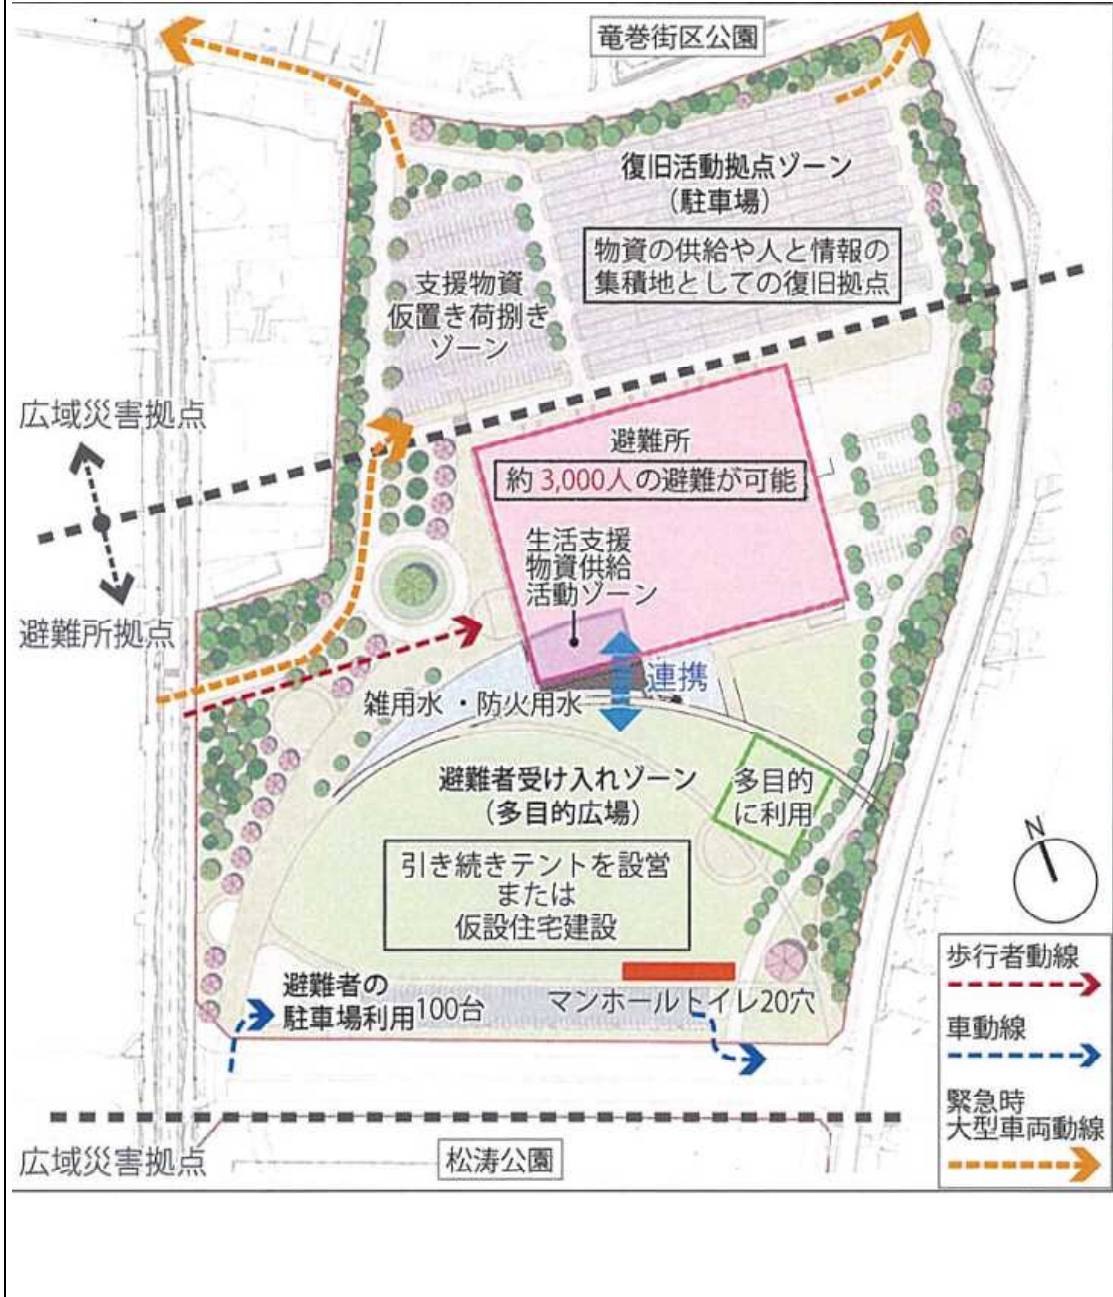 竜巻街区公園
復旧活動拠点ゾーン
（駐車場）
物資の供給や人と情報の
集積地としての復旧拠点
支援物資
仮置き荷捌き
ゾーン
広域災害拠点
避難所拠点
避難所
約 3,000人 の避難が可能
生活支援
物資供給
活動ゾーン
連携
雑用水 ・防火用水
避難者受け入れゾーン
（多目的広場）
多目的
に利用
引き続きテントを設営
または
仮設住宅建設
N
避難者の
駐車場利用 100台
マンホールトイレ20穴
歩行者動線
車動線
緊急時
大型車両動線
広域災害拠点
松涛公園